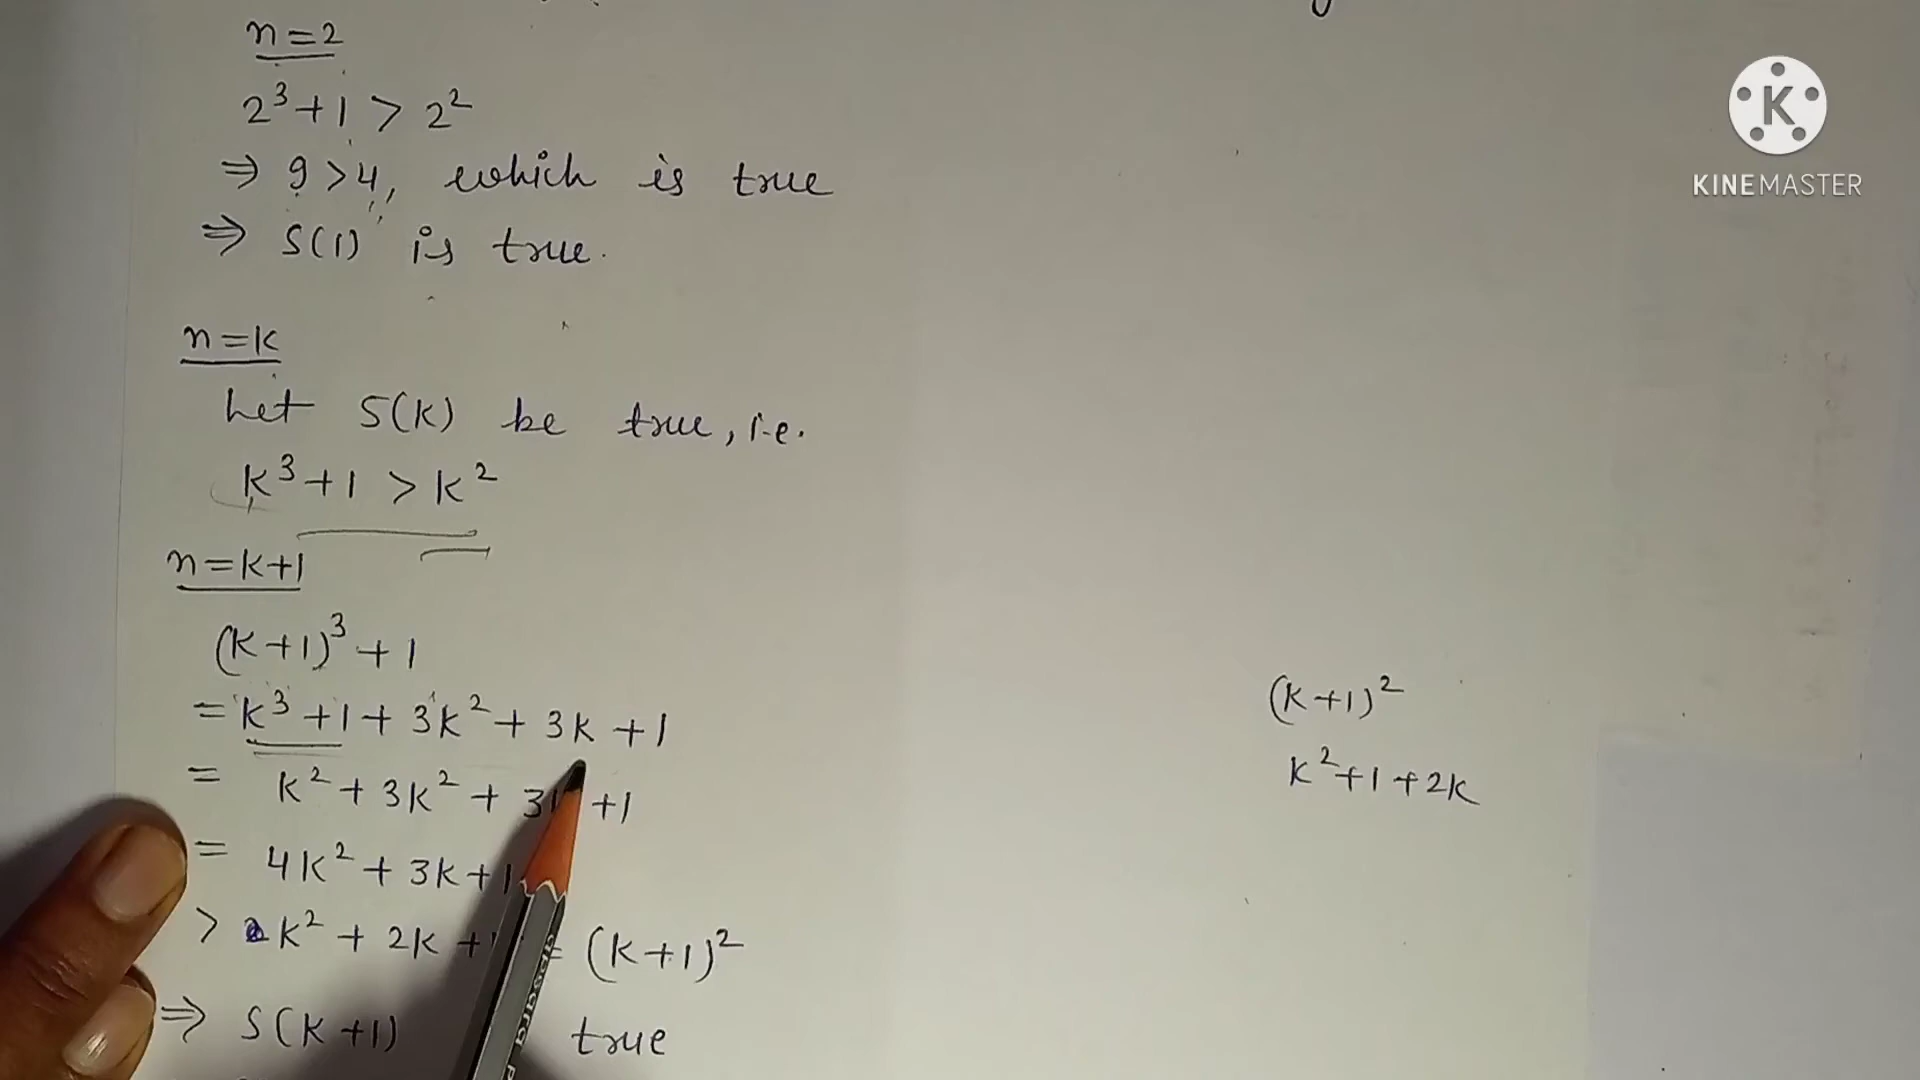 n=2
2³+1 > 2²
⇒ 9>4, which is true
⇒ S(1) is true.
n=k
Let S(k) be true, i.e.
k³+1 > k²
n=k+1
(k+1)³+1
= k³+1+3k²+3k+1
= k²+3k²+ +1
= 4k²+3k+1
> k²+2k+ = (k+1)²
⇒ S(k+1) true
(k+1)²
k²+1+2k
K
KINEMASTER